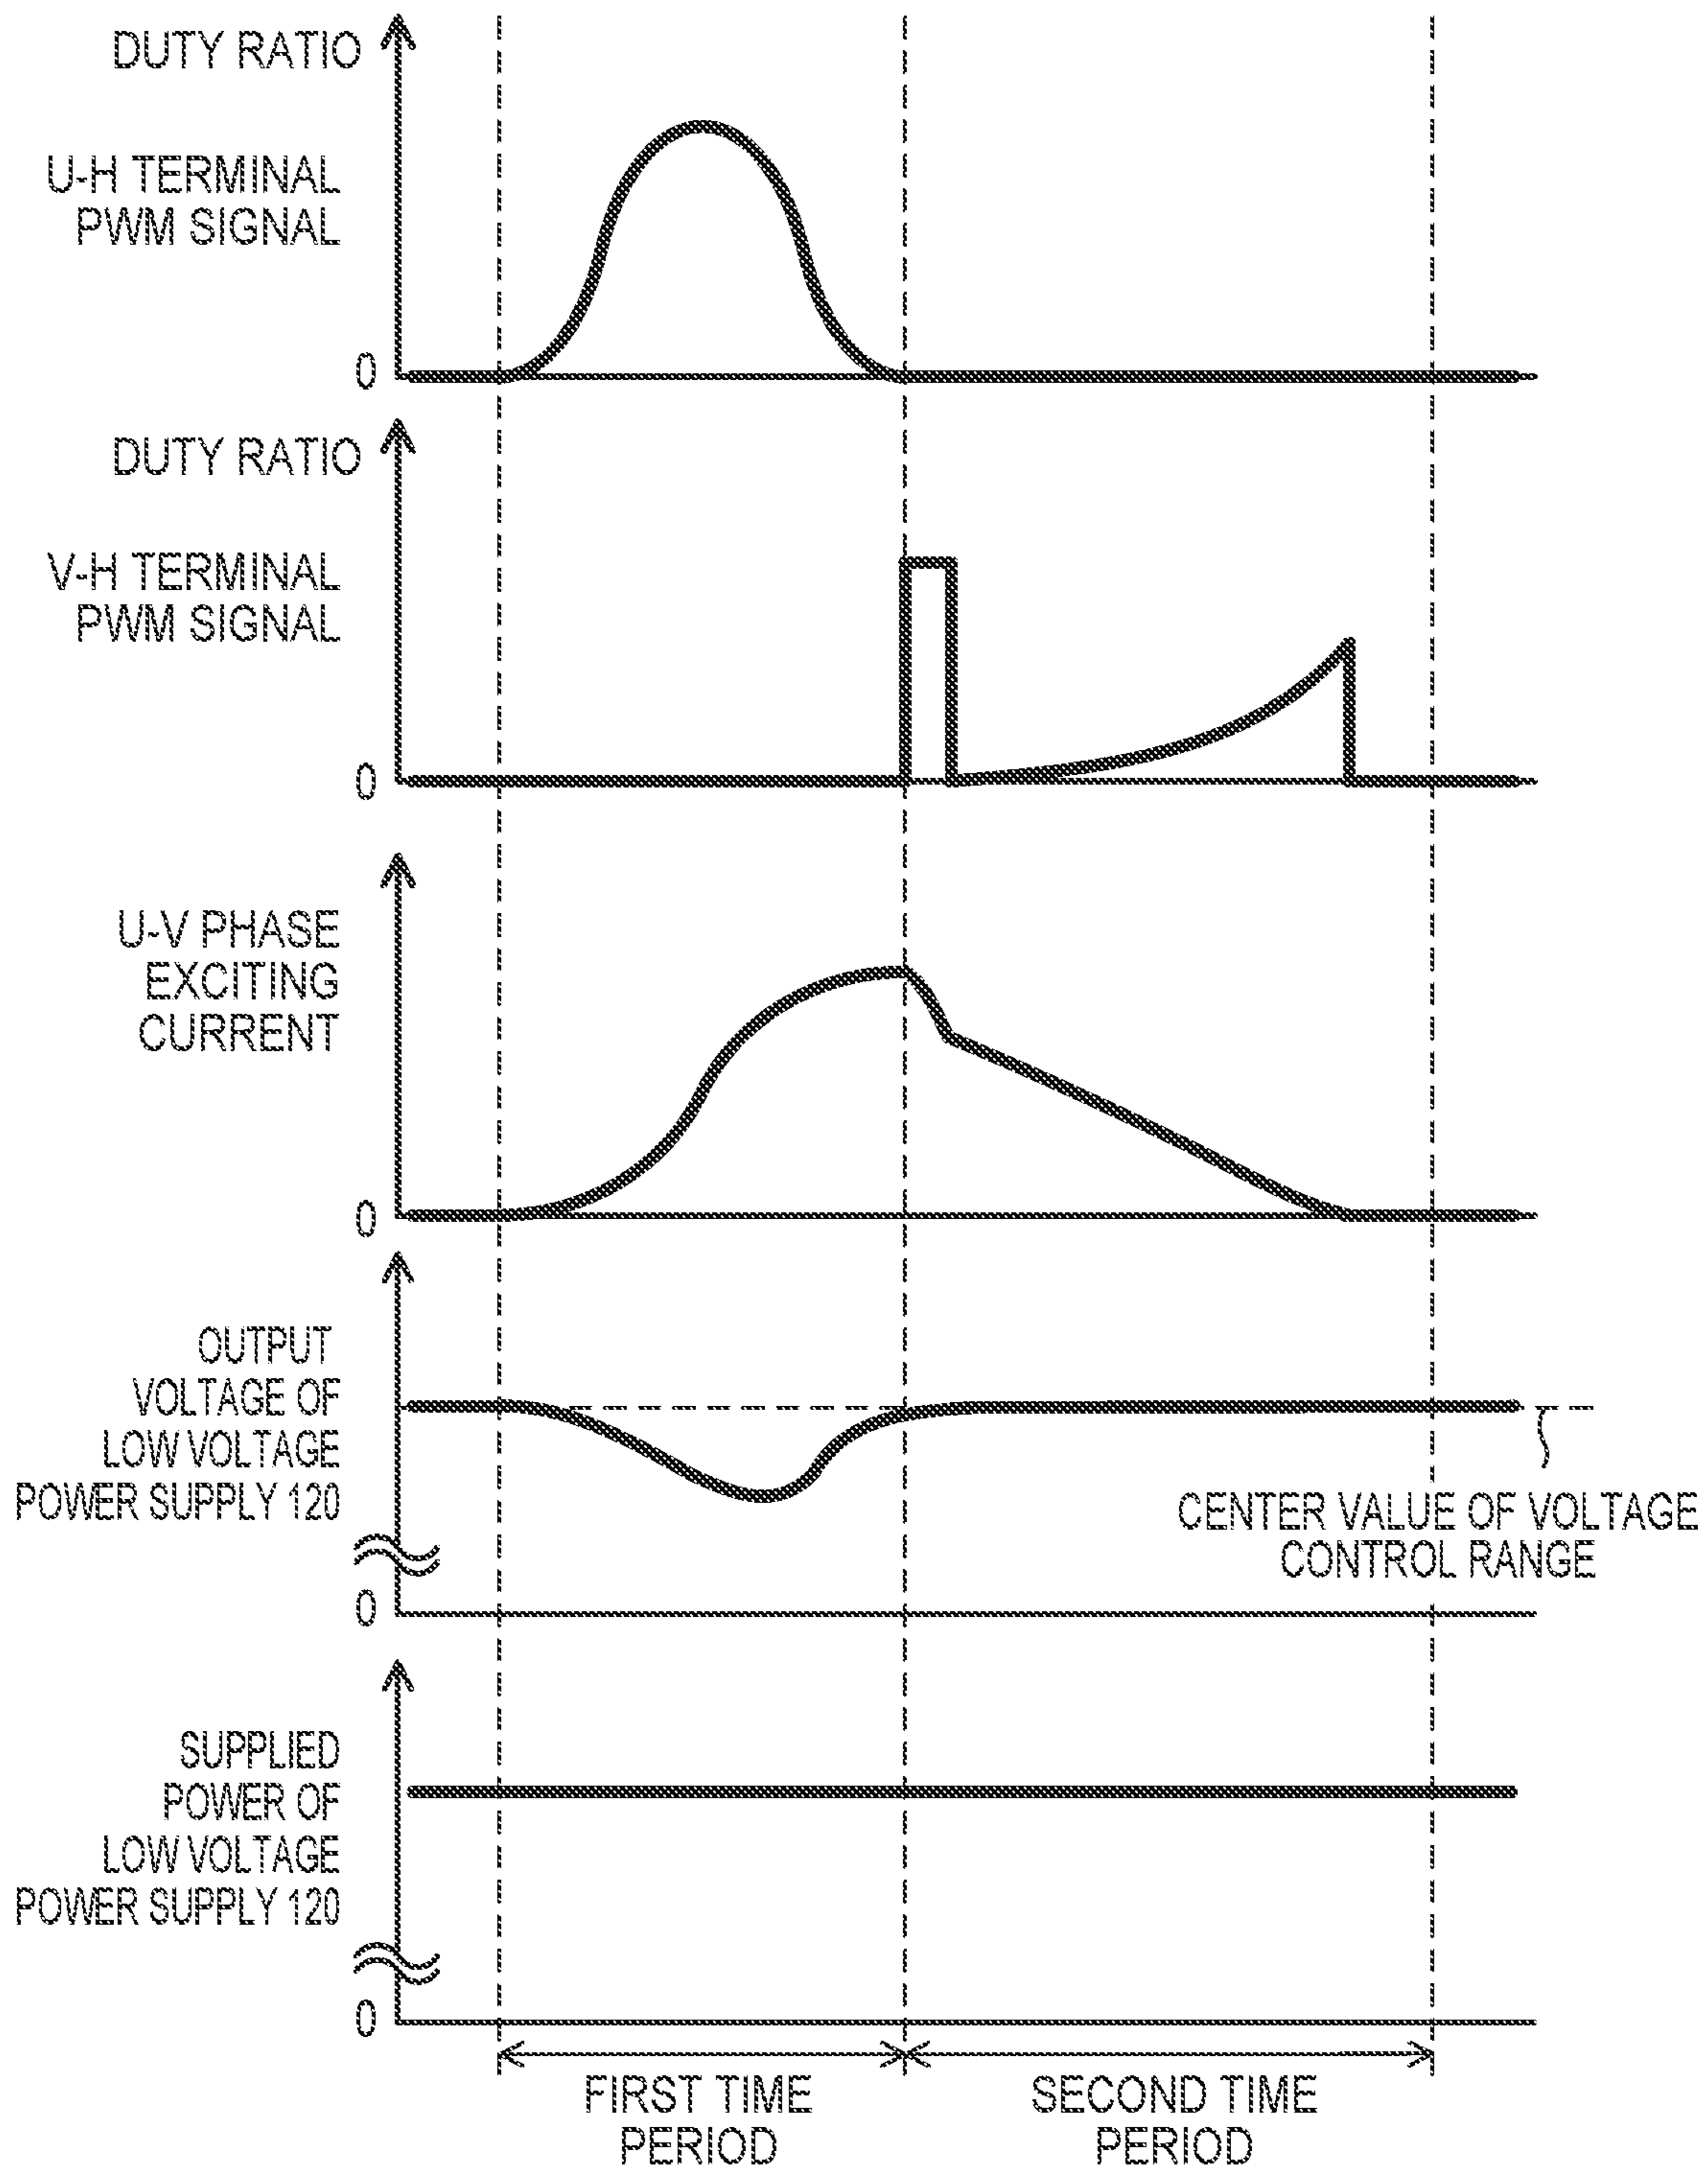 DUTY RATIO
U-H TERMINAL
PWM SIGNAL
0
DUTY RATIO
V-H TERMINAL
PWM SIGNAL
0
U-V PHASE
EXCITING
CURRENT
0
OUTPUT
VOLTAGE OF
LOW VOLTAGE
POWER SUPPLY 120
0
CENTER VALUE OF VOLTAGE
CONTROL RANGE
SUPPLIED
POWER OF
LOW VOLTAGE
POWER SUPPLY 120
0
FIRST TIME
PERIOD
SECOND TIME
PERIOD